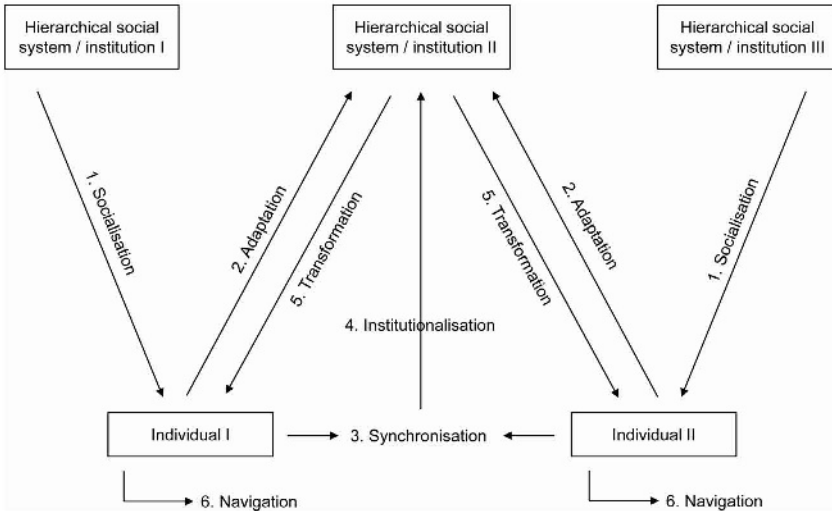 Hierarchical social
system / institution I
Hierarchical social
system / institution II
Hierarchical social
system / institution III
1. Socialisation
2. Adaptation
5. Transformation
5. Transformation
2. Adaptation
1. Socialisation
4. Institutionalisation
Individual I
3. Synchronisation
Individual II
6. Navigation
6. Navigation